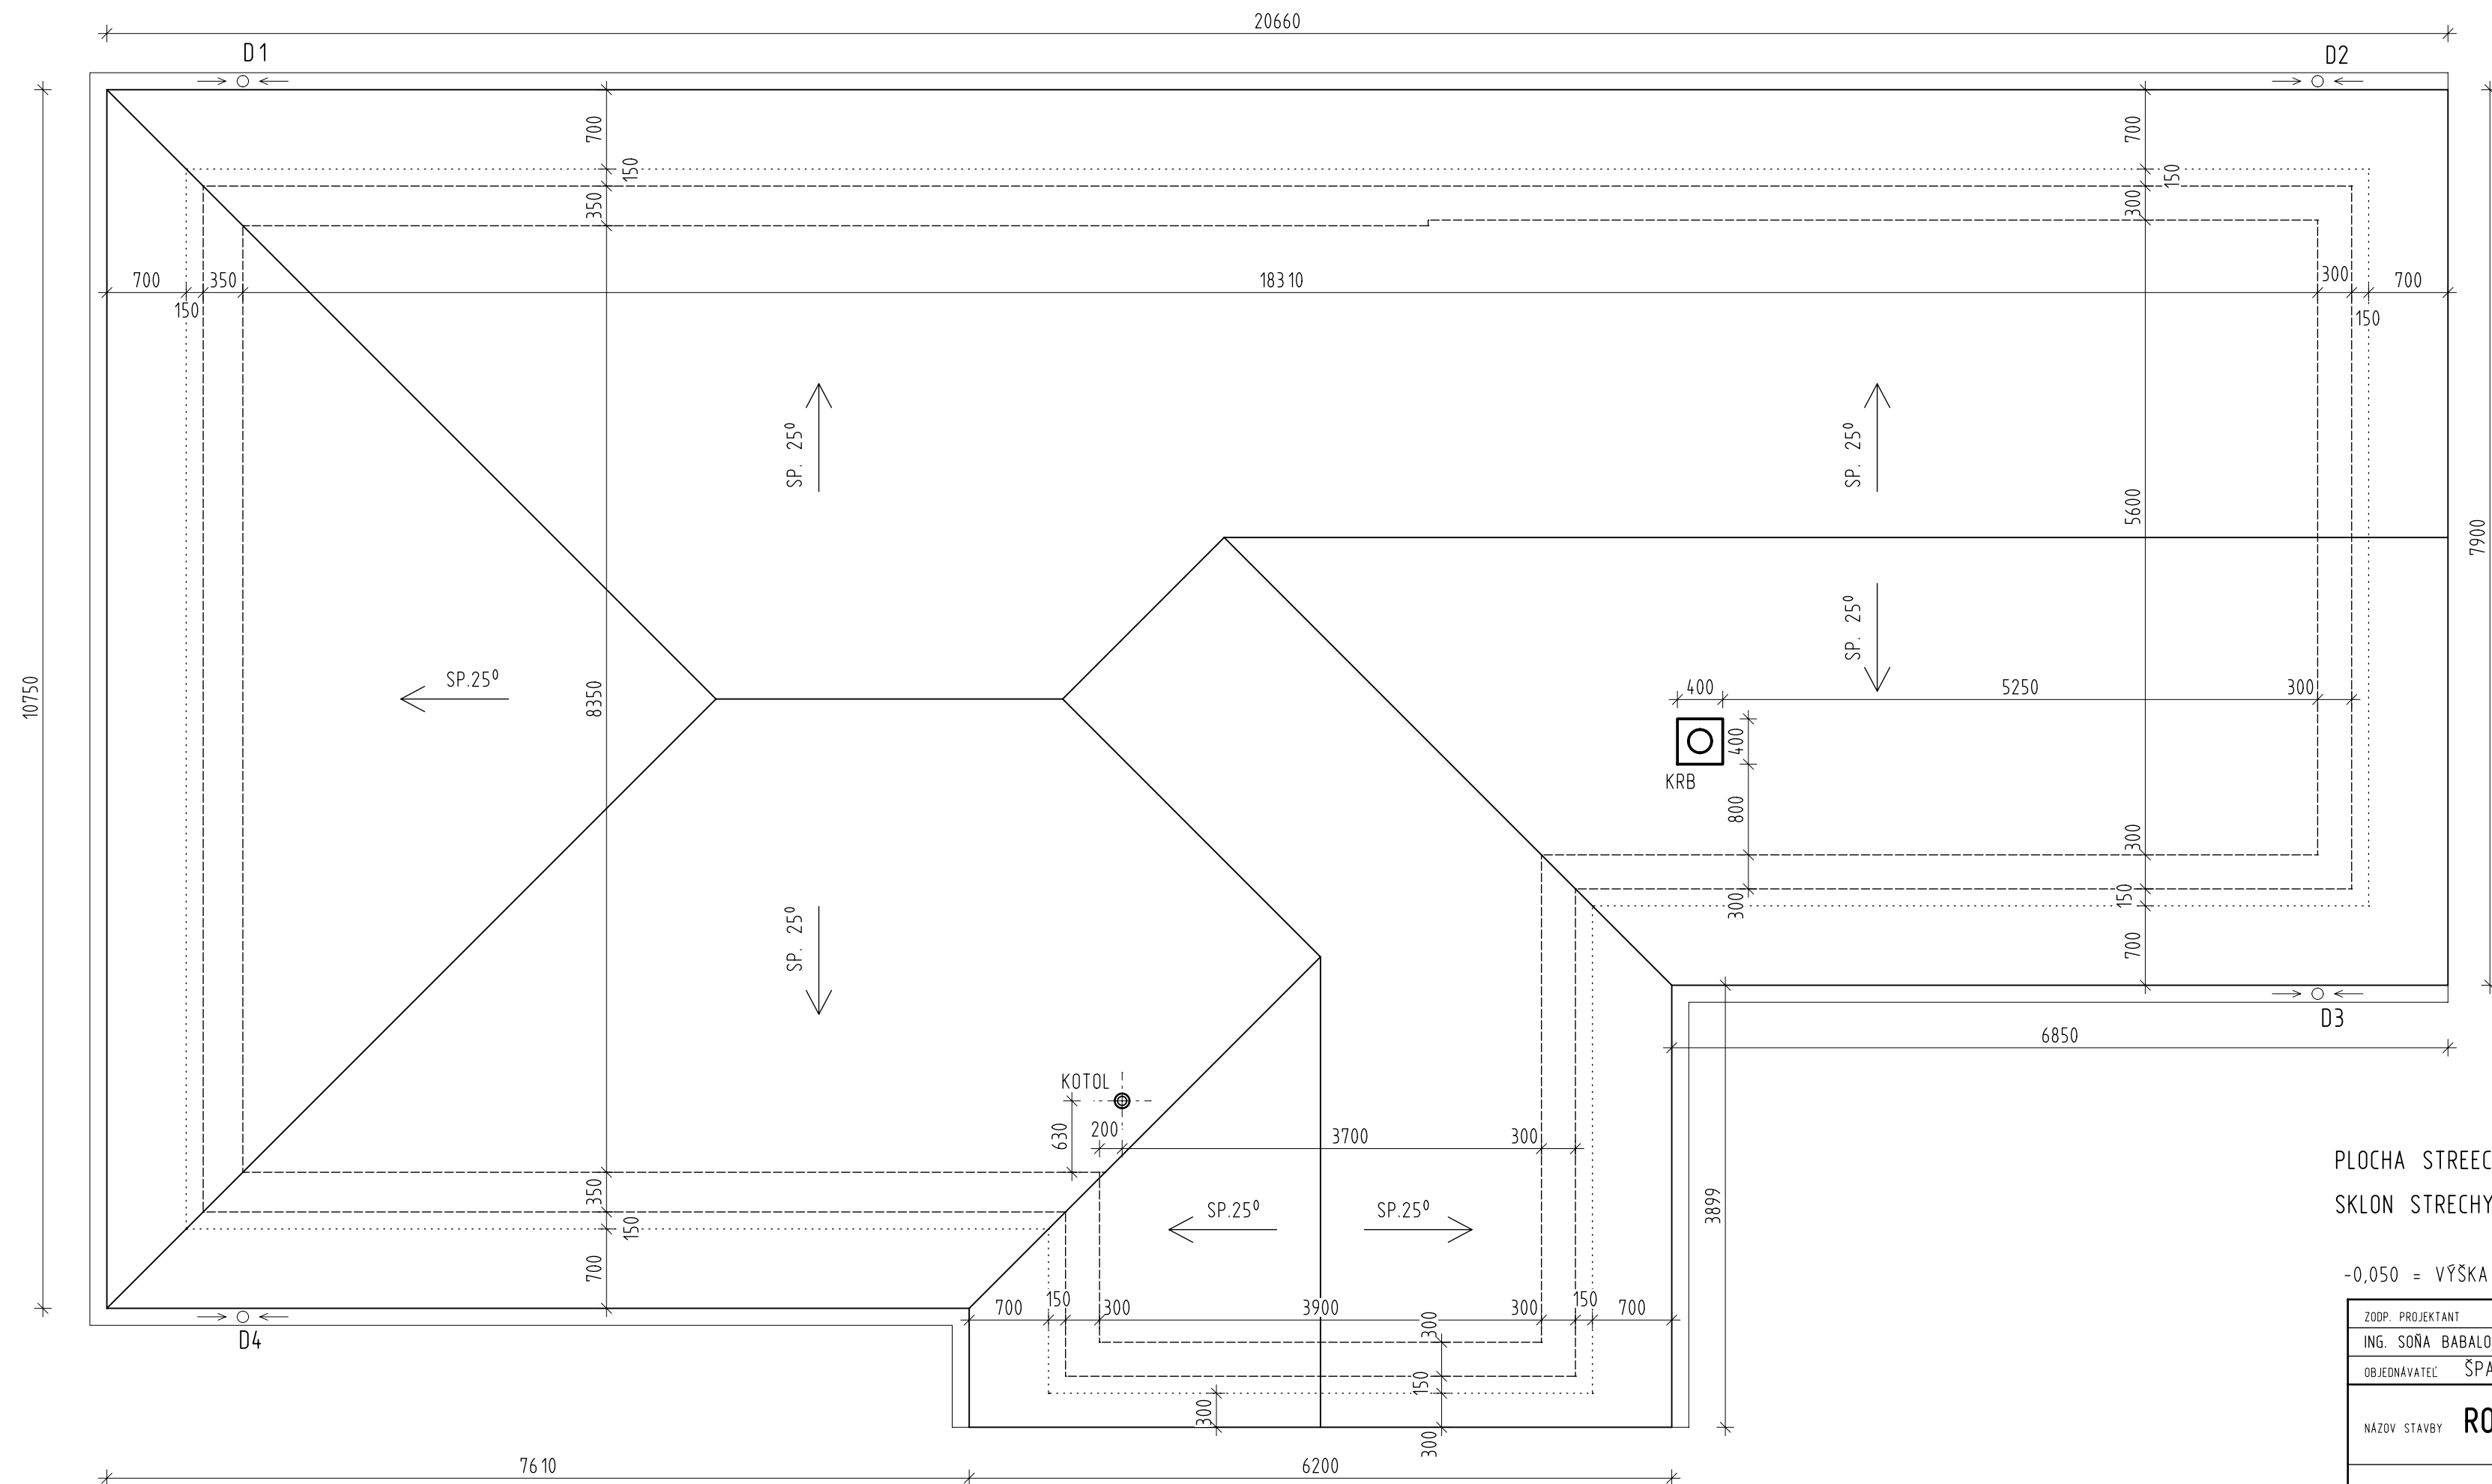 20660
D1
D2
700
150
350
700
150
300
700
150
350
18310
300
150
700
SP. 25⁰
SP. 25⁰
5600
7900
10750
SP.25⁰
8350
SP. 25⁰
400
5250
300
400
KRB
800
300
300
150
700
D3
6850
SP. 25⁰
KOTOL
630
200
3700
300
3899
PLOCHA STREEC
SKLON STRECHY
350
150
700
SP.25⁰
SP.25⁰
-0,050 = VÝŠKA
D4
700
150
300
3900
300
150
700
300
150
300
300
ZODP. PROJEKTANT
ING. SOŇA BABALO
OBJEDNÁVATEĽ ŠPA
NÁZOV STAVBY RO
7610
6200